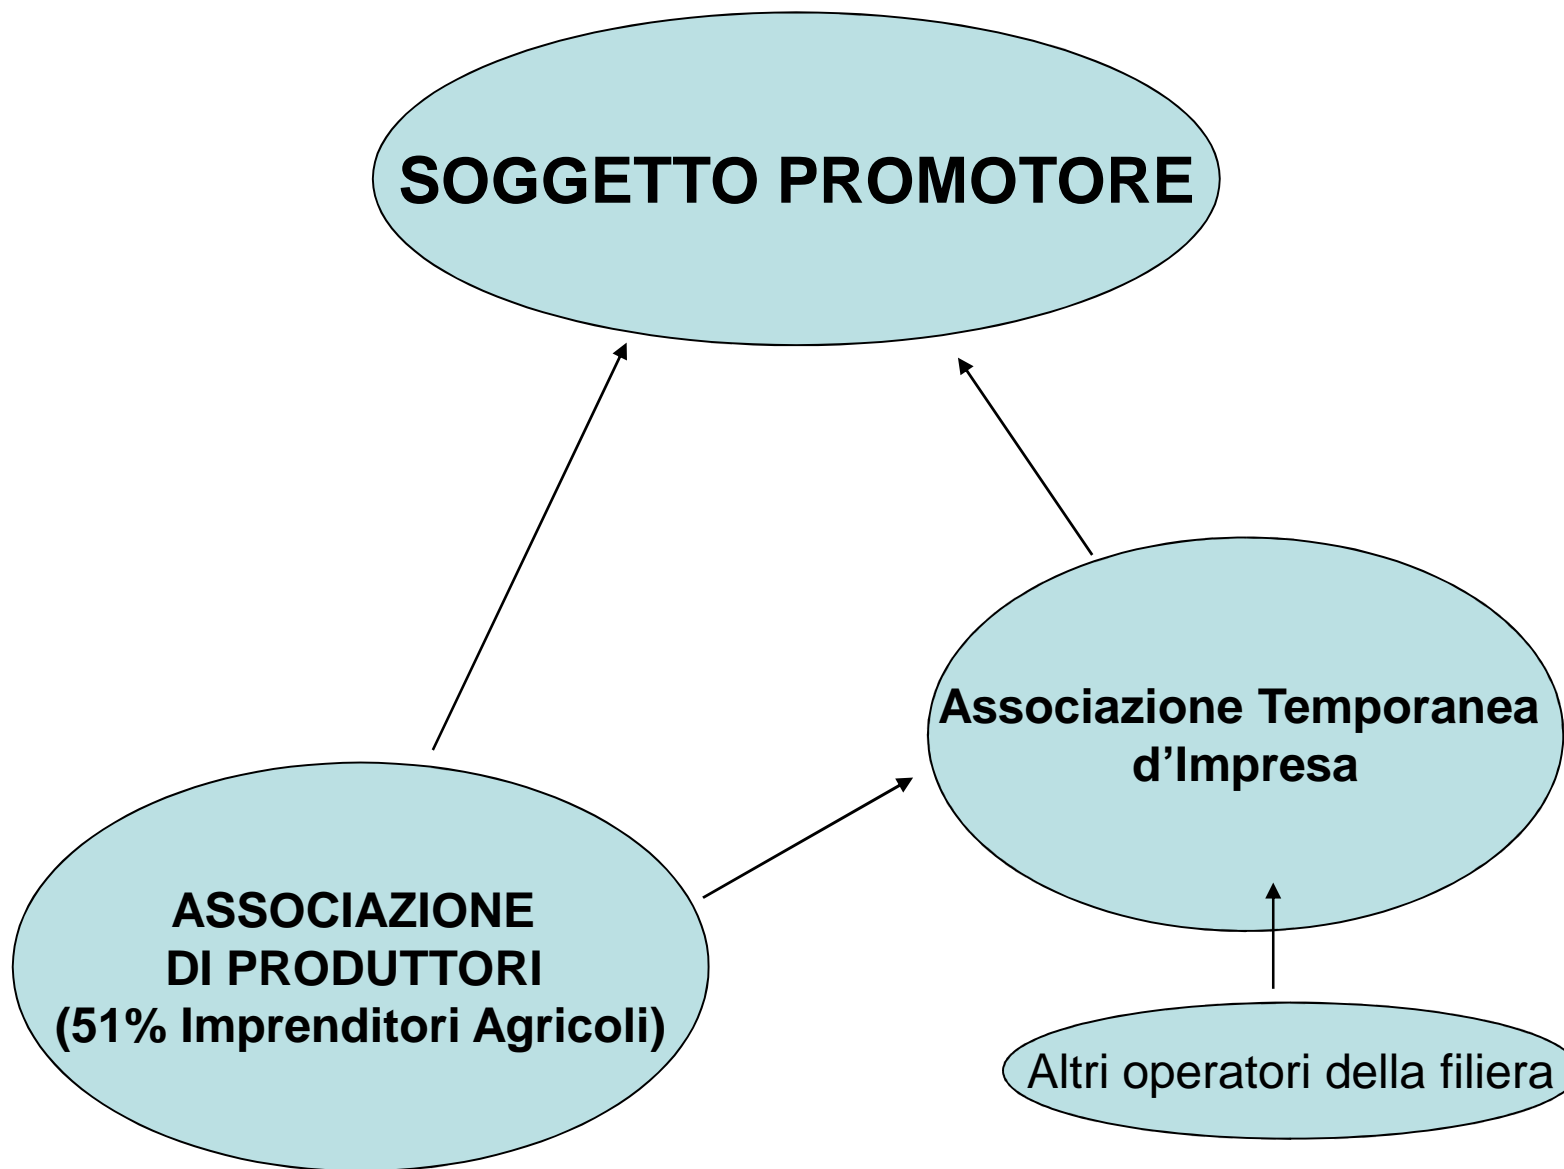 SOGGETTO PROMOTORE
Associazione Temporanea
d’Impresa
ASSOCIAZIONE
DI PRODUTTORI
(51% Imprenditori Agricoli)
Altri operatori della filiera